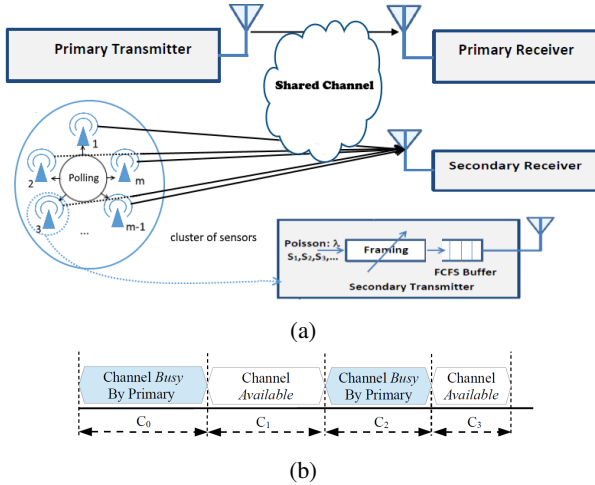 Primary Transmitter
Primary Receiver
Shared Channel
1
2
Polling
m
3
...
m-1
cluster of sensors
Secondary Receiver
Poisson: λ
S1,S2,S3,...
Framing
FCFS Buffer
Secondary Transmitter
(a)
Channel Busy
By Primary
Channel
Available
Channel Busy
By Primary
Channel
Available
C0
C1
C2
C3
(b)